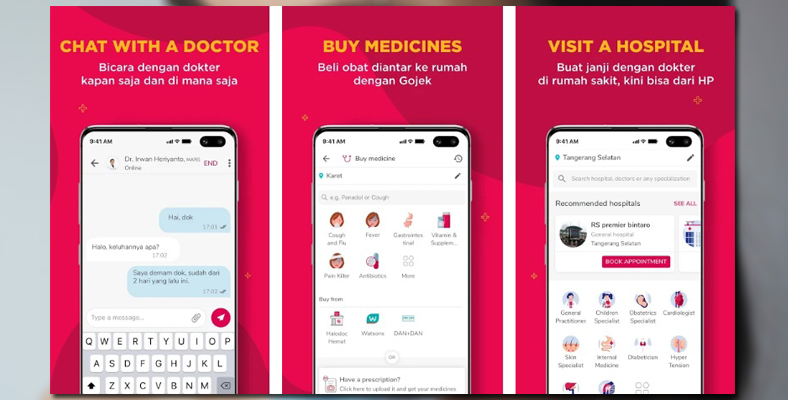 CHAT WITH A DOCTOR
Bicara dengan dokter
kapan saja dan di mana saja
9:41 AM
Dr. Irwan Heriyanto, MARS
Online
END
Hai, dok
17:01
Halo, keluhannya apa?
17:02
Saya demam dok, sudah dari
2 hari yang lalu ini.
17:02
Type a message...
Q W E R T Y U I O P
A S D F G H J K L
Z X C V B N M
BUY MEDICINES
Beli obat diantar ke rumah
dengan Gojek
9:41 AM
Buy medicine
Karet
e.g. Panadol or Cough
Cough
and Flu
Fever
Gastrointes
tinal
Vitamin &
Supplem...
Pain Killer
Antibiotics
More
Buy from
Halodoc
Hemat
Watsons
DAN+DAN
OR
Have a prescription?
Click here to upload it and get your medicines
VISIT A HOSPITAL
Buat janji dengan dokter
di rumah sakit, kini bisa dari HP
9:41 AM
Tangerang Selatan
Search hospital, doctors or any specialization
Recommended hospitals
SEE ALL
RS premier bintaro
General hospital
Tangerang Selatan
BOOK APPOINTMENT
General
Practitioner
Children
Specialist
Obstetrics
Specialist
Cardiologist
Skin
Specialist
Internal
Medicine
Diabeticium
Hyper
Tension